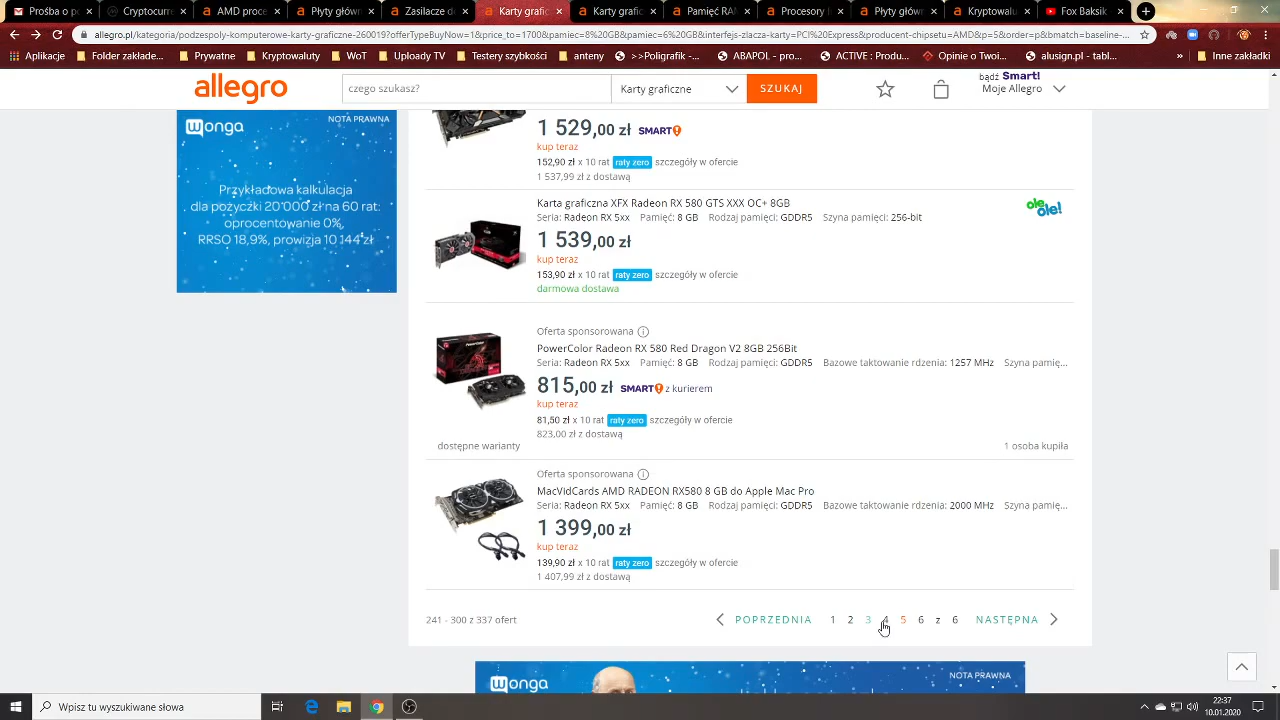 Prośba o p
Cryptocurre
AMD proce
Płyty główn
Zasilacze do
Karty grafic
Karty grafic
Pamięć RA
Procesory I
Płyty główn
Kryptowalu
Fox Baksik
allegro.pl/kategoria/podzespoly-komputerowe-karty-graficzne-260019?offerTypeBuyNow=1&price_to=1700&pamiec=8%20GB&pamiec=6%20GB&interfejs-zlacza-karty=PCI%20Express&producent-chipsetu=AMD&p=5&order=p&bmatch=baseline-...
Aplikacje
Prywatne
Folder szybkości
Kryptowaluty
WoT
Uploady TV
Testery szybkości
anteny
>>Poligrafik -...
ABAPOL - pro...
ACTIVE : Produ...
Opinie o Twoi...
alusign.pl - tabl...
allegro
czego szukasz?
Karty graficzne
SZUKAJ
bądź Smart!
Moje Allegro
wonga
NOTA PRAWNA
Przykładowa kalkulacja
dla pożyczki 20'000 zł na 60 rat:
oprocentowanie 0%,
RRSO 18,9%, prowizja 10 144 zł
1 529,00 zł SMART!
kup teraz
152,90 zł x 10 rat raty zero szczegóły w ofercie
1 537,99 zł z dostawą
Karta graficzna XFX Radeon RX 580 GTS XXX OC+ 8GB
Seria: Radeon RX 5xx Pamięć: 8 GB Rodzaj pamięci: GDDR5 Szyna pamięci: 256-bit
ole ole!
1 539,00 zł
kup teraz
153,90 zł x 10 rat raty zero szczegóły w ofercie
darmowa dostawa
Oferta sponsorowana
PowerColor Radeon RX 580 Red Dragon V2 8GB 256Bit
Seria: Radeon RX 5xx Pamięć: 8 GB Rodzaj pamięci: GDDR5 Bazowe taktowanie rdzenia: 1257 MHz Szyna pamię...
815,00 zł SMART! z kurierem
kup teraz
81,50 zł x 10 rat raty zero szczegóły w ofercie
823,00 zł z dostawą
dostępne warianty
1 osoba kupiła
Oferta sponsorowana
MacVidCards AMD RADEON RX580 8 GB do Apple Mac Pro
Seria: Radeon RX 5xx Pamięć: 8 GB Rodzaj pamięci: GDDR5 Bazowe taktowanie rdzenia: 2000 MHz Szyna pamię...
1 399,00 zł
kup teraz
139,90 zł x 10 rat raty zero szczegóły w ofercie
1 407,99 zł z dostawą
241 - 300 z 337 ofert
POPRZEDNIA 1 2 3 4 5 6 z 6 NASTĘPNA
wonga
NOTA PRAWNA
Wpisz tu wyszukiwane słowa
22:37
10.01.2020